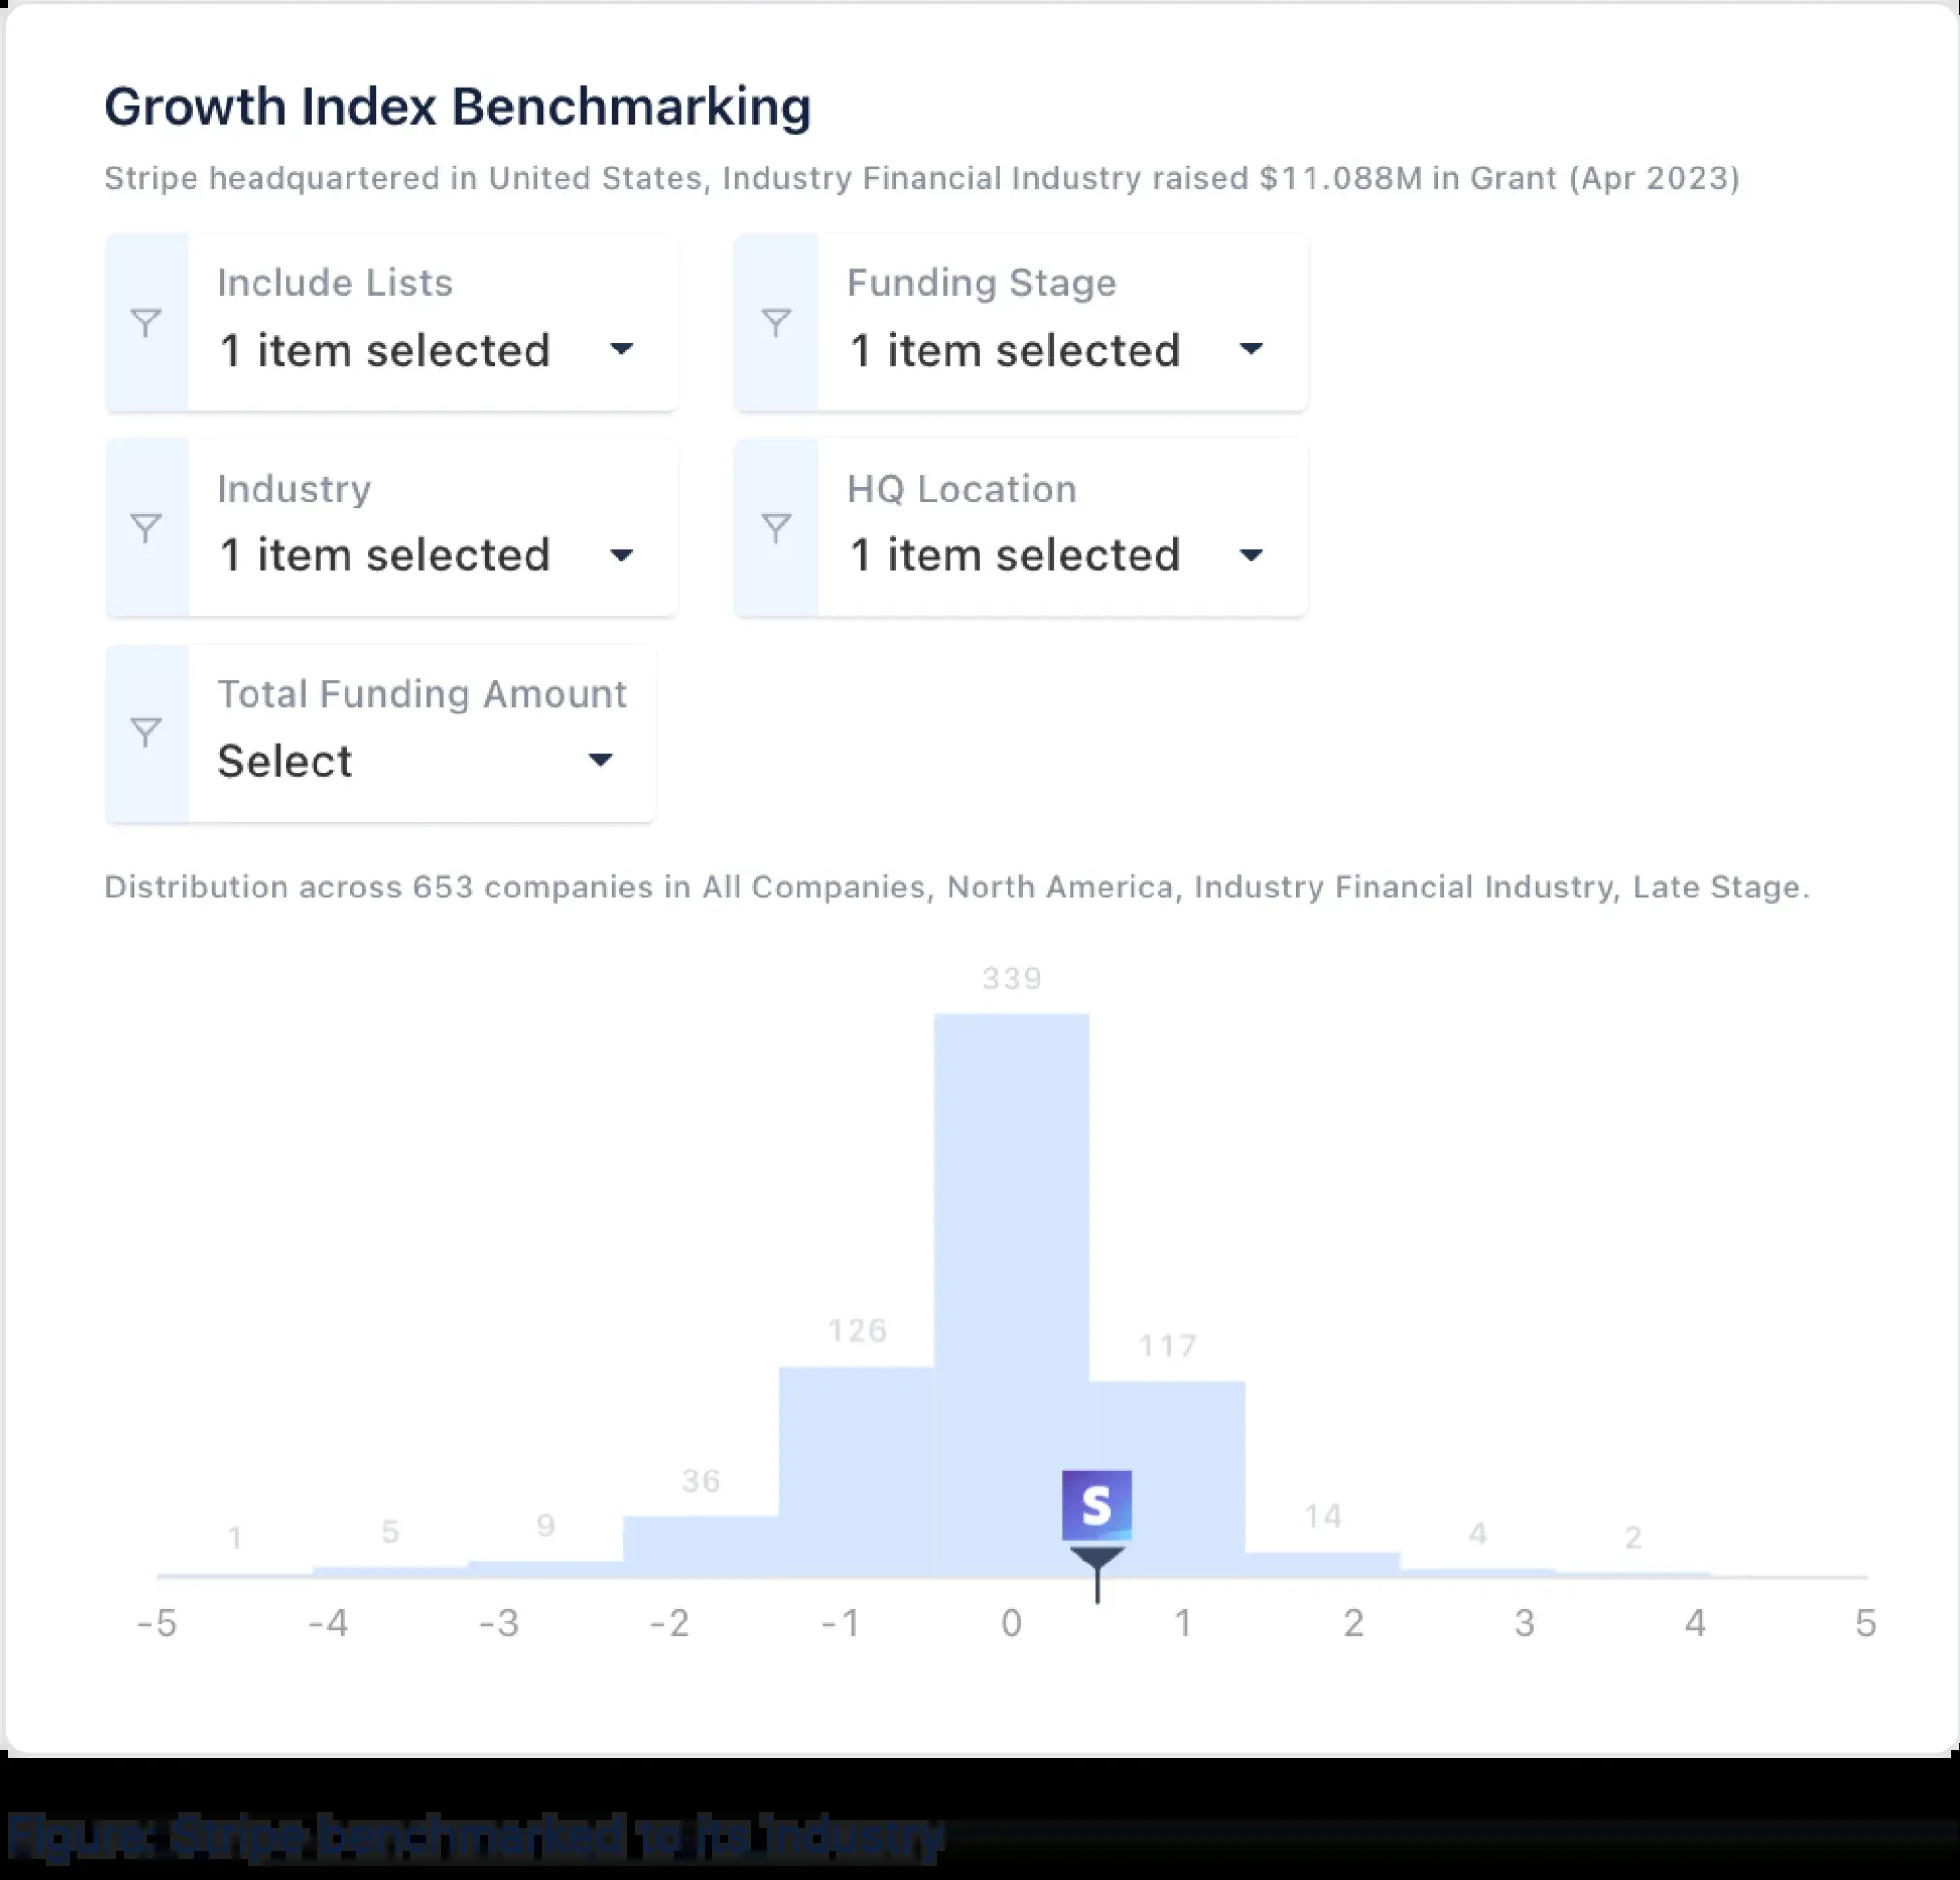 Growth Index Benchmarking
Stripe headquartered in United States, Industry Financial Industry raised $11.088M in Grant (Apr 2023)
Include Lists
1 item selected
Funding Stage
1 item selected
Industry
1 item selected
HQ Location
1 item selected
Total Funding Amount
Select
Distribution across 653 companies in All Companies, North America, Industry Financial Industry, Late Stage.
339
126
117
36
S
14
1
5
9
4
2
-5 -4 -3 -2 -1 0 1 2 3 4 5
Figure: Stripe benchmarked to its industry